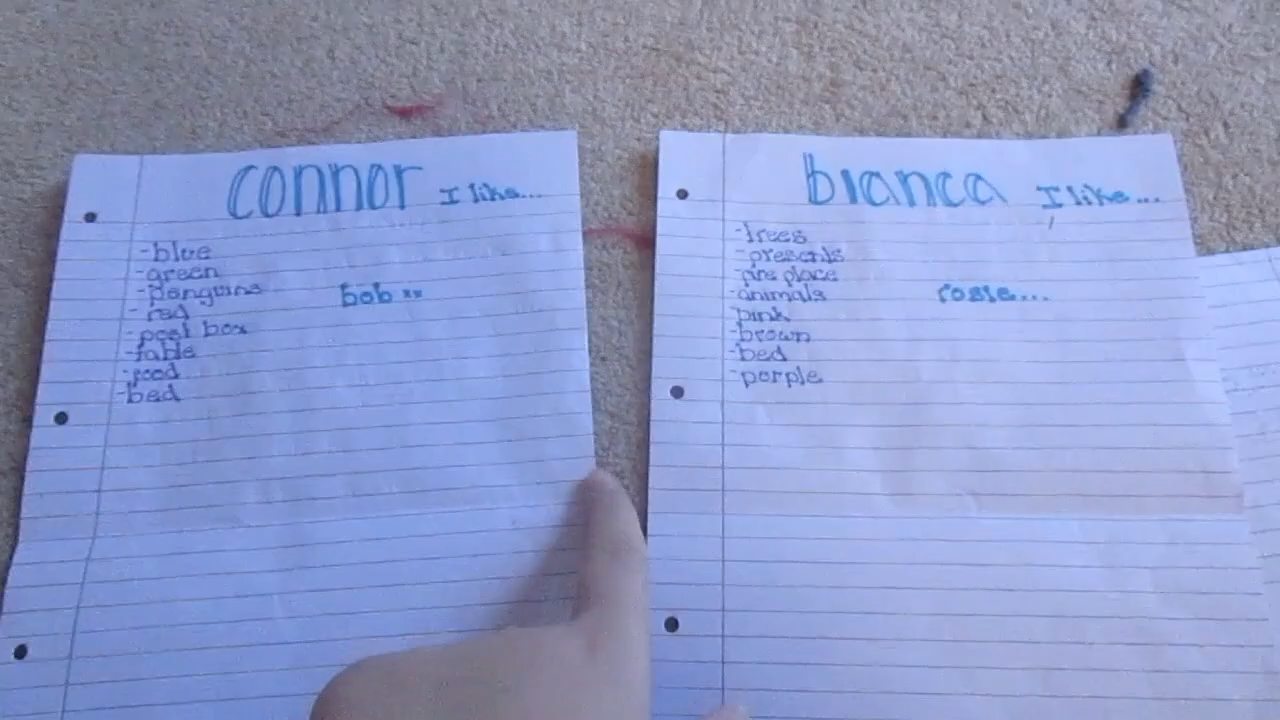 connor I like...
-blue
-green
-penguins
-red
-post box
-table
-food
-bed
bob...
bianca I like...
-trees
-presents
-fire place
-animals
-pink
-brown
-bed
-porple
rosie...